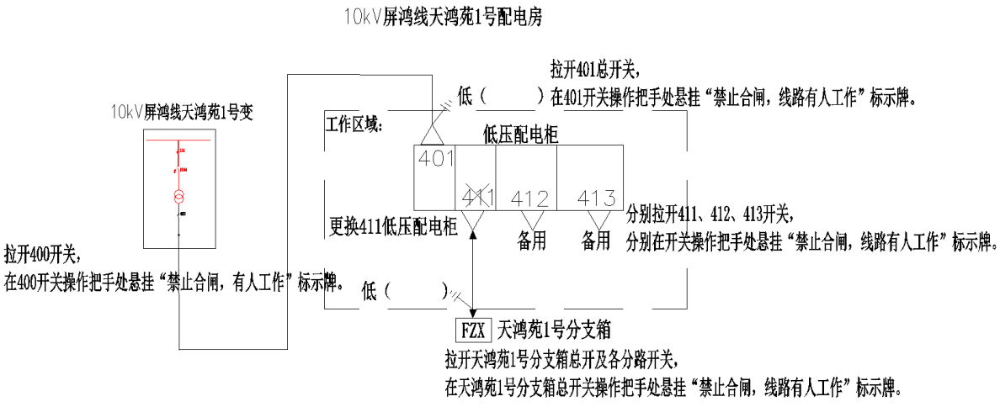 10kV屏鸿线天鸿苑1号配电房
拉开401总开关，
低（　　　）在401开关操作把手处悬挂“禁止合闸，线路有人工作”标示牌。
10kV屏鸿线天鸿苑1号变
工作区域：
低压配电柜
401
411
412
413
400
更换411低压配电柜
备用
备用
分别拉开411、412、413开关，
分别在开关操作把手处悬挂“禁止合闸，线路有人工作”标示牌。
拉开400开关，
在400开关操作把手处悬挂“禁止合闸，有人工作”标示牌。
低（　　　）
FZX 天鸿苑1号分支箱
拉开天鸿苑1号分支箱总开及各分路开关，
在天鸿苑1号分支箱总开关操作把手处悬挂“禁止合闸，线路有人工作”标示牌。